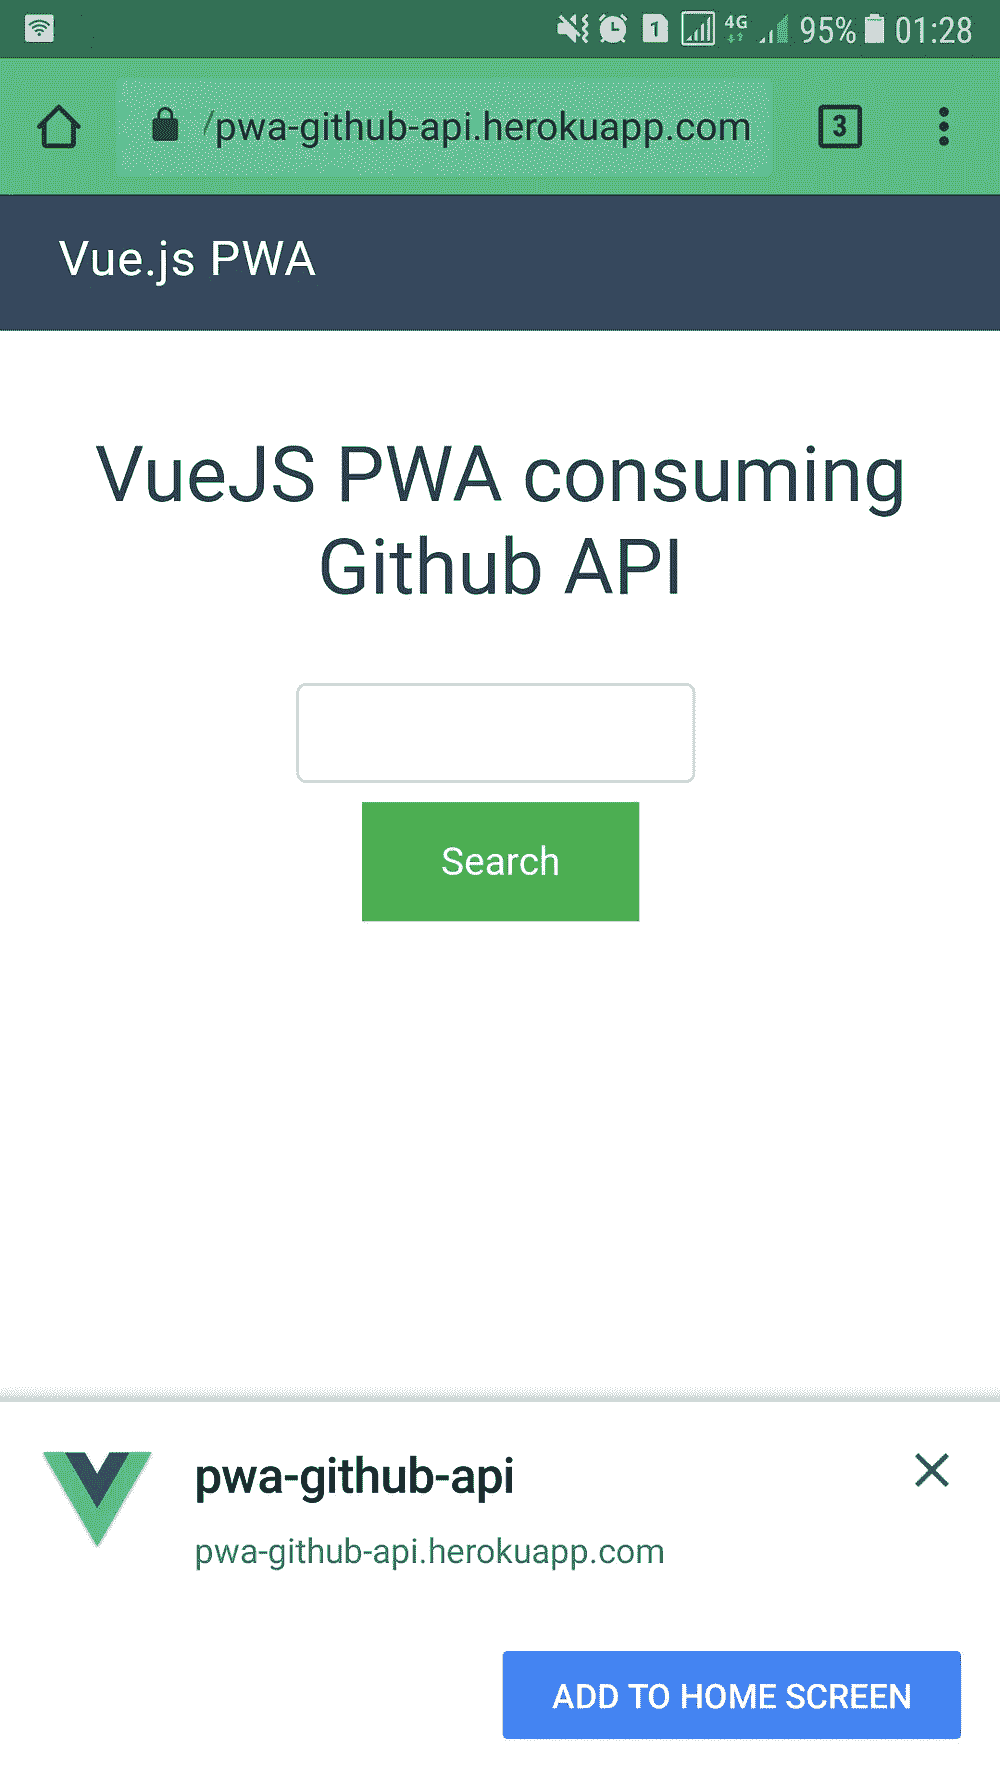 1 4G 95% 01:28
/pwa-github-api.herokuapp.com 3
Vue.js PWA
VueJS PWA consuming
Github API
Search
pwa-github-api
pwa-github-api.herokuapp.com
ADD TO HOME SCREEN